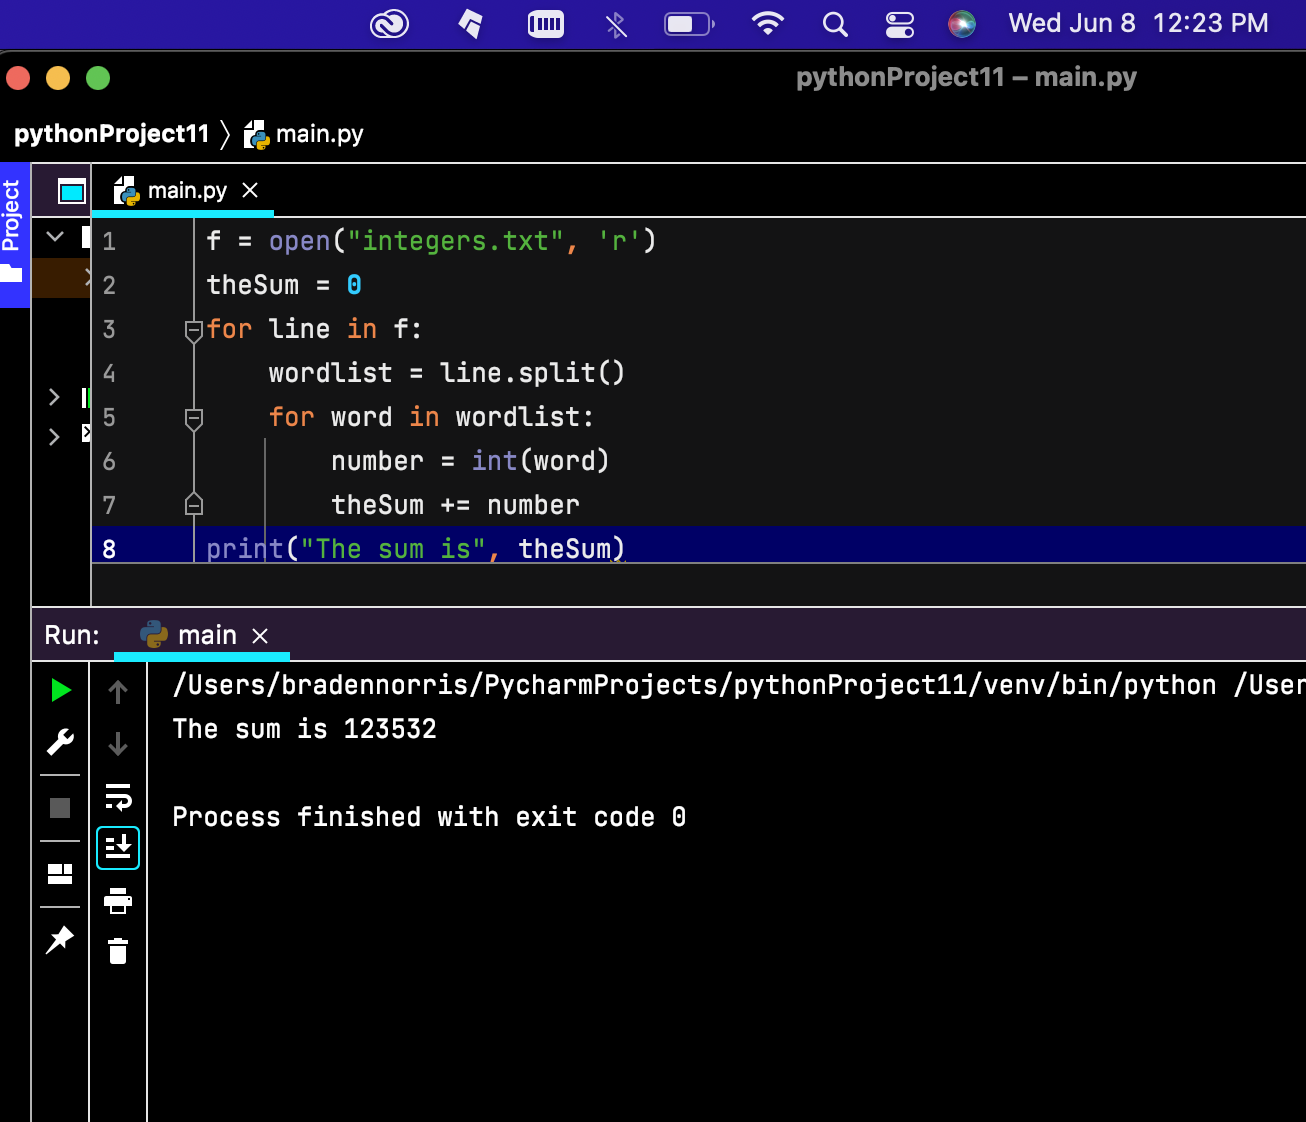 Wed Jun 8 12:23 PM
pythonProject11 – main.py
pythonProject11 〉 main.py
Project
main.py ×
1 f = open("integers.txt", 'r')
2 theSum = 0
3 for line in f:
4     wordlist = line.split()
5     for word in wordlist:
6         number = int(word)
7         theSum += number
8 print("The sum is", theSum)
Run: main ×
/Users/bradennorris/PycharmProjects/pythonProject11/venv/bin/python /User
The sum is 123532
Process finished with exit code 0